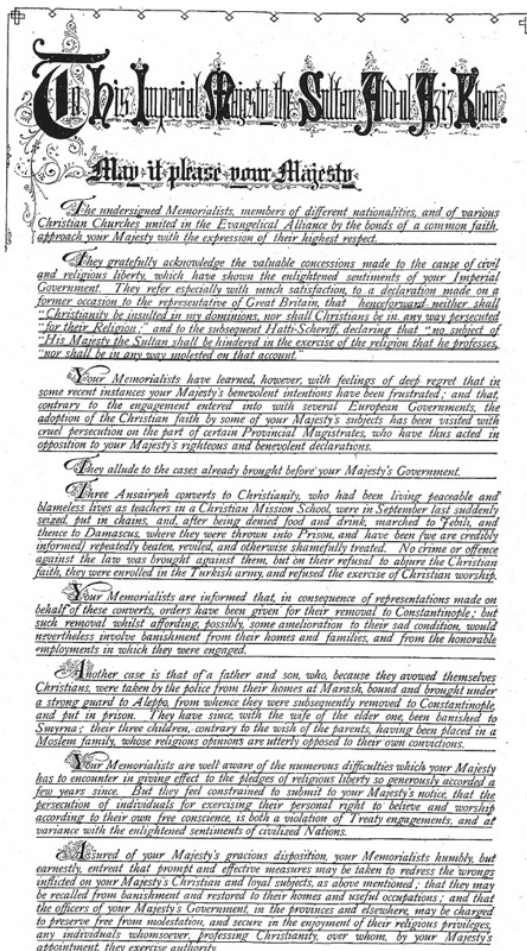 To His Imperial Majesty the Sultan Abd-ul Aziz Khan.
May it please your Majesty.
The undersigned Memorialists, members of different nationalities, and of various
Christian Churches united in the Evangelical Alliance by the bonds of a common faith,
approach your Majesty with the expression of their highest respect.
They gratefully acknowledge the valuable concessions made to the cause of civil
and religious liberty, which have shown the enlightened sentiments of your Imperial
Government. They refer especially with much satisfaction, to a declaration made on a
former occasion to the representative of Great Britain, that "henceforward neither shall
"Christianity be insulted in my dominions, nor shall Christians be in any way persecuted
"for their Religion;" and to the subsequent Hatti-Scheriff, declaring that "no subject of
"His Majesty the Sultan shall be hindered in the exercise of the religion that he professes,
"nor shall be in any way molested on that account."
Your Memorialists have learned, however, with feelings of deep regret that in
some recent instances your Majesty's benevolent intentions have been frustrated; and that,
contrary to the engagement entered into with several European Governments, the
adoption of the Christian faith by some of your Majesty's subjects has been visited with
cruel persecution on the part of certain Provincial Magistrates, who have thus acted in
opposition to your Majesty's righteous and benevolent declarations.
They allude to the cases already brought before your Majesty's Government.
Three Ansairyeh converts to Christianity, who had been living peaceable and
blameless lives as teachers in a Christian Mission School, were in September last suddenly
seized, put in chains, and, after being denied food and drink, marched to Jebili, and
thence to Damascus, where they were thrown into Prison, and have been (we are credibly
informed) repeatedly beaten, reviled, and otherwise shamefully treated. No crime or offence
against the law was brought against them, but on their refusal to abjure the Christian
faith, they were enrolled in the Turkish army, and refused the exercise of Christian worship.
Your Memorialists are informed that, in consequence of representations made on
behalf of these converts, orders have been given for their removal to Constantinople; but
such removal whilst affording, possibly, some amelioration to their sad condition, would
nevertheless involve banishment from their homes and families, and from the honorable
employments in which they were engaged.
Another case is that of a father and son, who, because they avowed themselves
Christians, were taken by the police from their homes at Marash, bound and brought under
a strong guard to Aleppo, from whence they were subsequently removed to Constantinople,
and put in prison. They have since, with the wife of the elder one, been banished to
Smyrna; their three children, contrary to the wish of the parents, having been placed in a
Moslem family, whose religious opinions are utterly opposed to their own convictions.
Your Memorialists are well aware of the numerous difficulties which your Majesty
has to encounter in giving effect to the pledges of religious liberty so generously accorded a
few years since. But they feel constrained to submit to your Majesty's notice, that the
persecution of individuals for exercising their personal right to believe and worship
according to their own free conscience, is both a violation of Treaty engagements, and at
variance with the enlightened sentiments of civilized Nations.
Assured of your Majesty's gracious disposition, your Memorialists humbly, but
earnestly, entreat that prompt and effective measures may be taken to redress the wrongs
inflicted on your Majesty's Christian and loyal subjects, as above mentioned; that they may
be recalled from banishment and restored to their homes and useful occupations; and that
the officers of your Majesty's Government, in the provinces and elsewhere, may be charged
to preserve from molestation, and secure in the enjoyment of their religious privileges,
any individuals whomsoever, professing Christianity, over whom, by your Majesty's
appointment, they exercise authority.